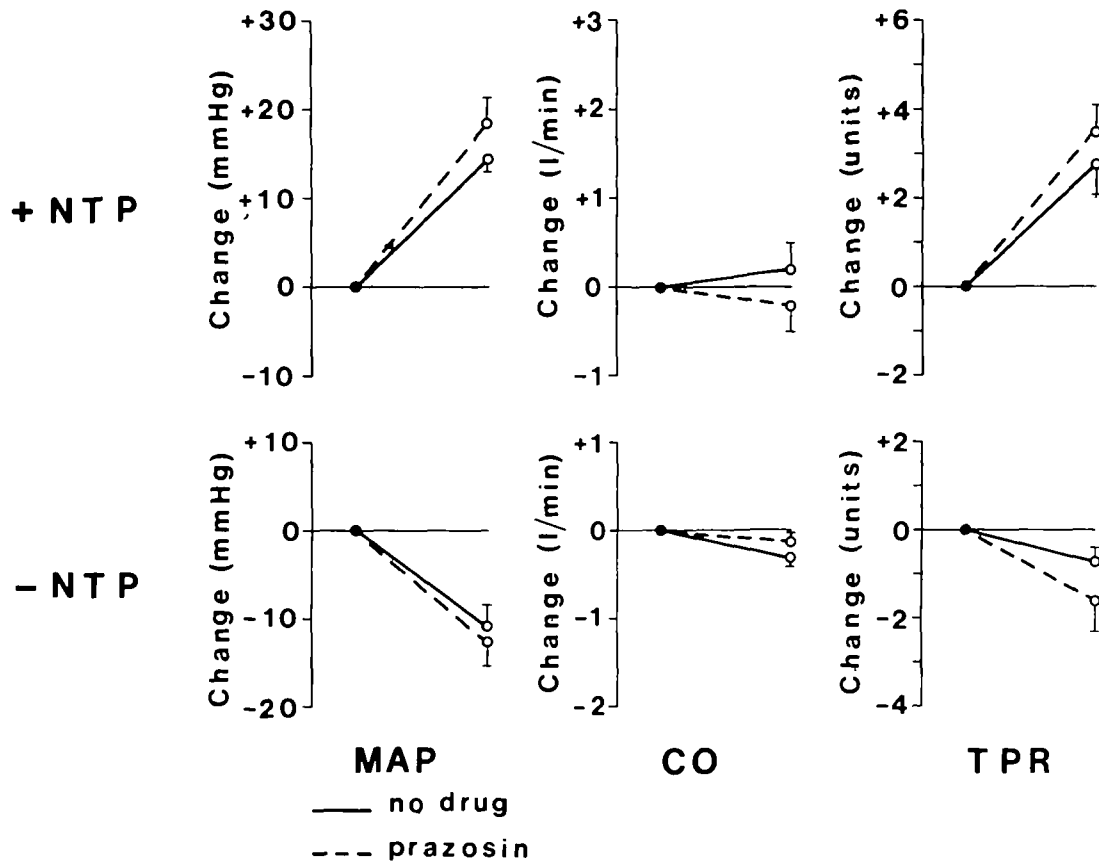 + NTP
Change (mmHg)
+30
+20
+10
0
-10
Change (l/min)
+3
+2
+1
0
-1
Change (units)
+6
+4
+2
0
-2
- NTP
Change (mmHg)
+10
0
-10
-20
Change (l/min)
+1
0
-1
-2
Change (units)
+2
0
-2
-4
MAP
CO
TPR
no drug
prazosin